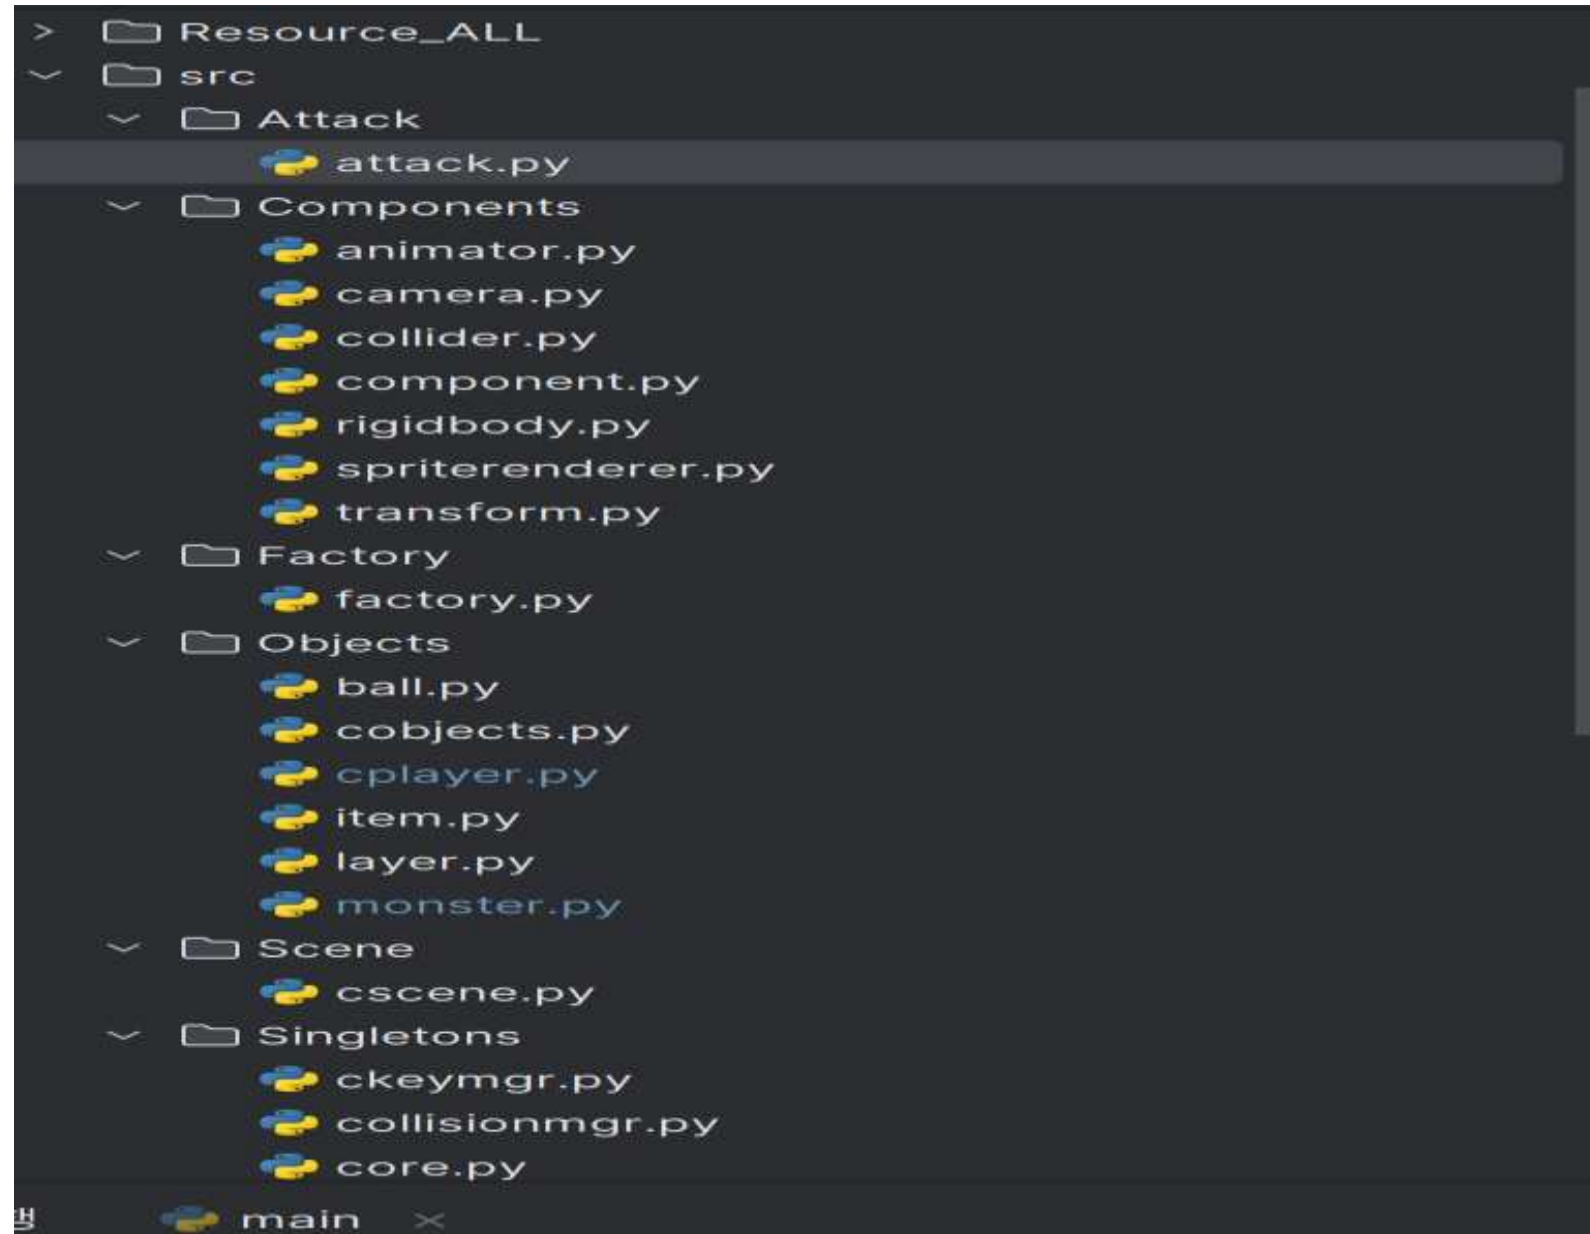 Resource_ALL
src
Attack
attack.py
Components
animator.py
camera.py
collider.py
component.py
rigidbody.py
spriterenderer.py
transform.py
Factory
factory.py
Objects
ball.py
cobjects.py
cplayer.py
item.py
layer.py
monster.py
Scene
cscene.py
Singletons
ckeymgr.py
collisionmgr.py
core.py
main